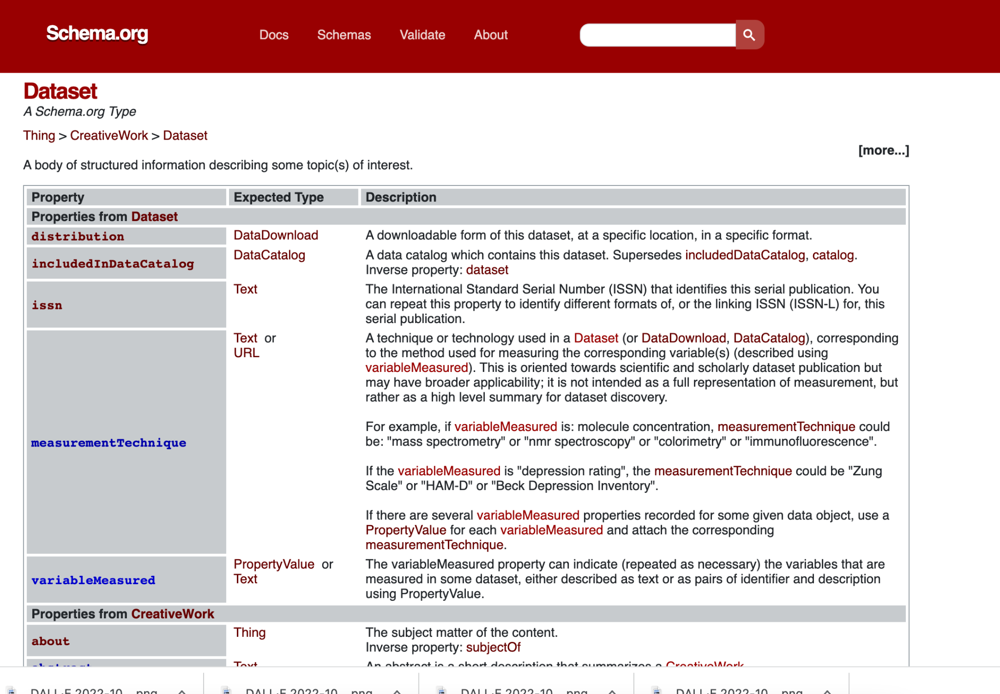 Schema.org Docs Schemas Validate About
Dataset
A Schema.org Type
Thing > CreativeWork > Dataset
[more...]
A body of structured information describing some topic(s) of interest.
Property Expected Type Description
Properties from Dataset
distribution DataDownload A downloadable form of this dataset, at a specific location, in a specific format.
includedInDataCatalog DataCatalog A data catalog which contains this dataset. Supersedes includedDataCatalog, catalog.
Inverse property: dataset
issn Text The International Standard Serial Number (ISSN) that identifies this serial publication. You
can repeat this property to identify different formats of, or the linking ISSN (ISSN-L) for, this
serial publication.
measurementTechnique Text or A technique or technology used in a Dataset (or DataDownload, DataCatalog), corresponding
URL to the method used for measuring the corresponding variable(s) (described using
variableMeasured). This is oriented towards scientific and scholarly dataset publication but
may have broader applicability; it is not intended as a full representation of measurement, but
rather as a high level summary for dataset discovery.
For example, if variableMeasured is: molecule concentration, measurementTechnique could
be: "mass spectrometry" or "nmr spectroscopy" or "colorimetry" or "immunofluorescence".
If the variableMeasured is "depression rating", the measurementTechnique could be "Zung
Scale" or "HAM-D" or "Beck Depression Inventory".
If there are several variableMeasured properties recorded for some given data object, use a
PropertyValue for each variableMeasured and attach the corresponding
measurementTechnique.
variableMeasured PropertyValue or The variableMeasured property can indicate (repeated as necessary) the variables that are
Text measured in some dataset, either described as text or as pairs of identifier and description
using PropertyValue.
Properties from CreativeWork
about Thing The subject matter of the content.
Inverse property: subjectOf
abstract Text An abstract is a short description that summarizes a CreativeWork
DALL·E 2022-10....png DALL·E 2022-10....png DALL·E 2022-10....png DALL·E 2022-10....png